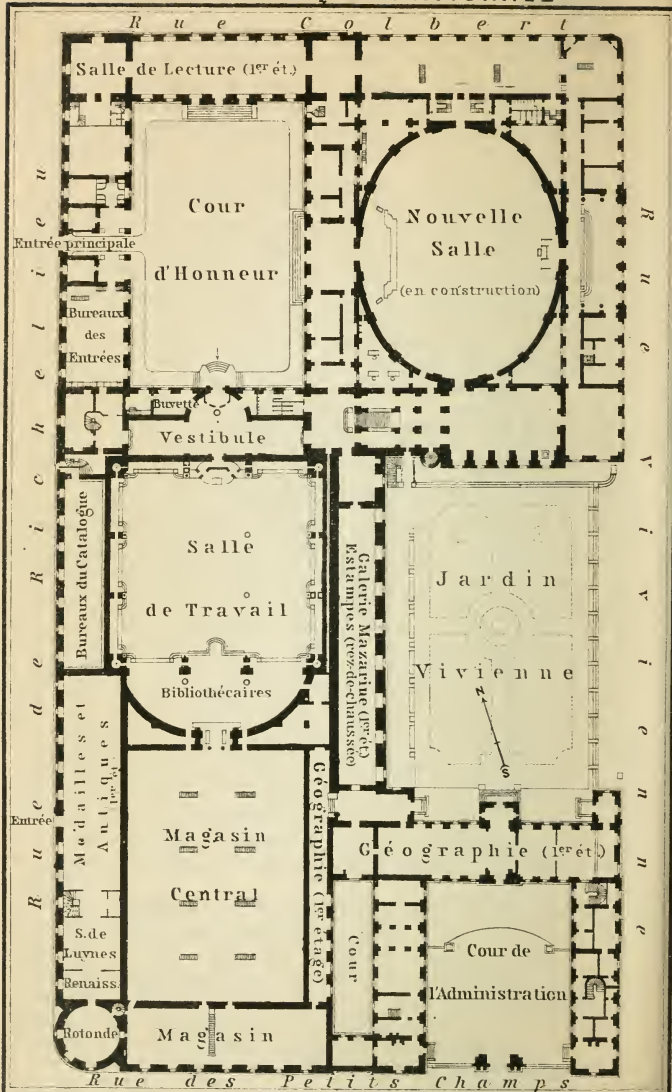 Rue Colbert
Salle de Lecture (1er ét.)
Cour
d'Honneur
Nouvelle
Salle
(en construction)
Entrée principale
Bureaux
des
Entrées
Buvette
Vestibule
Rue de Richelieu
Rue Vivienne
Bureaux du Catalogue
Salle
de Travail
Bibliothécaires
Galerie Mazarine (1er ét.)
Estampes (rez-de-chaussée)
Jardin
Vivienne
N
S
Entrée
Médailles et
Antiques
1er ét.
Magasin
Central
Géographie (1er étage)
Géographie (1er ét.)
S. de
Luynes
Renaiss.
Cour
Cour de
l'Administration
Rotonde
Magasin
Rue des Petits Champs